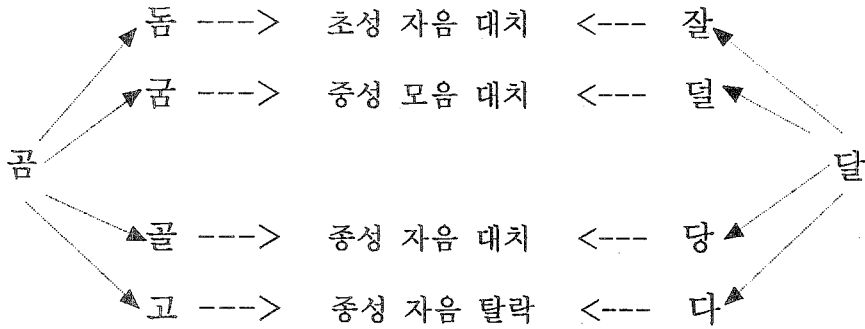 돔 ---> 초성 자음 대치 <--- 잘
굼 ---> 중성 모음 대치 <--- 덜
곰 달
골 ---> 종성 자음 대치 <--- 당
고 ---> 종성 자음 탈락 <--- 다